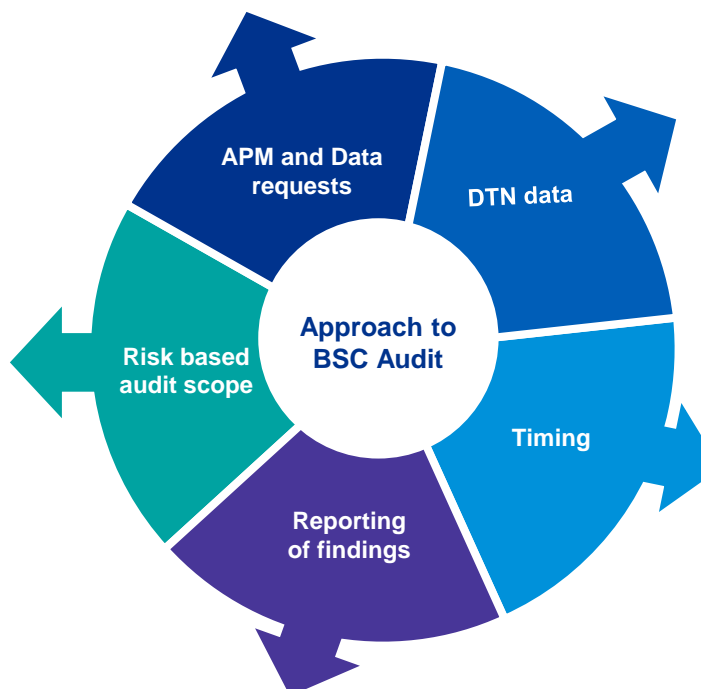 APM and Data
requests
DTN data
Approach to
BSC Audit
Risk based
audit scope
Timing
Reporting
of findings